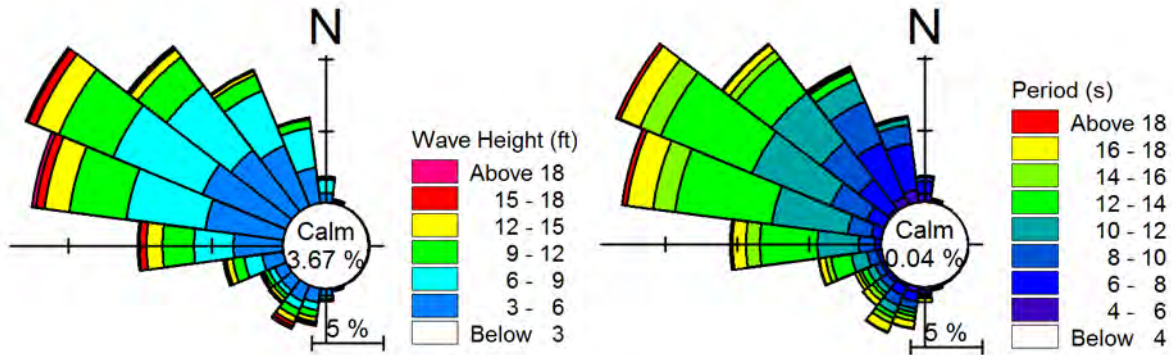 N
Calm
3.67 %
5 %
Wave Height (ft)
Above 18
15 - 18
12 - 15
9 - 12
6 - 9
3 - 6
Below 3
N
Calm
0.04 %
5 %
Period (s)
Above 18
16 - 18
14 - 16
12 - 14
10 - 12
8 - 10
6 - 8
4 - 6
Below 4